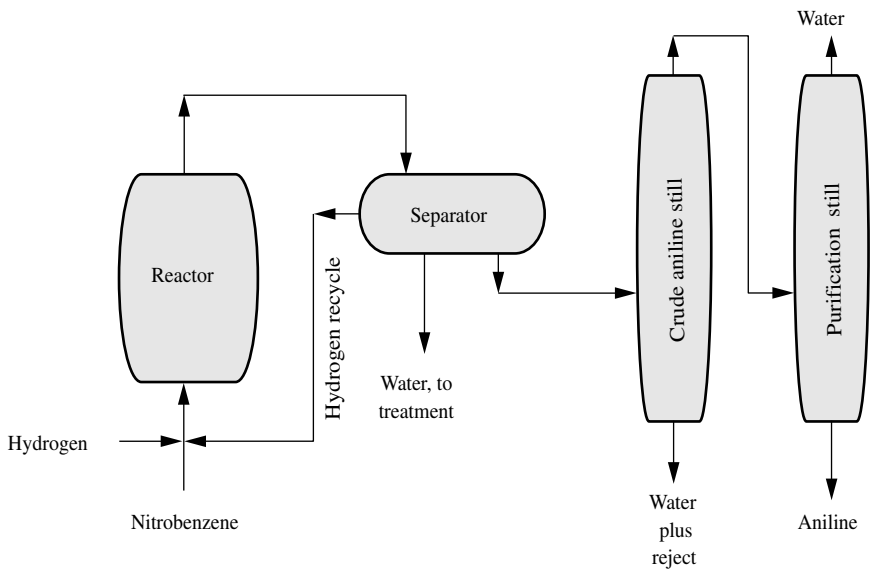 Water
Separator
Reactor
Hydrogen recycle
Crude aniline still
Purification still
Water, to
treatment
Hydrogen
Nitrobenzene
Water
plus
reject
Aniline